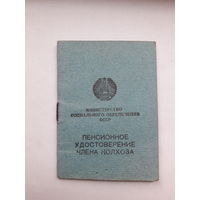 МИНИСТЕРСТВО
СОЦИАЛЬНОГО ОБЕСПЕЧЕНИЯ
БССР
ПЕНСИОННОЕ
УДОСТОВЕРЕНИЕ
ЧЛЕНА КОЛХОЗА